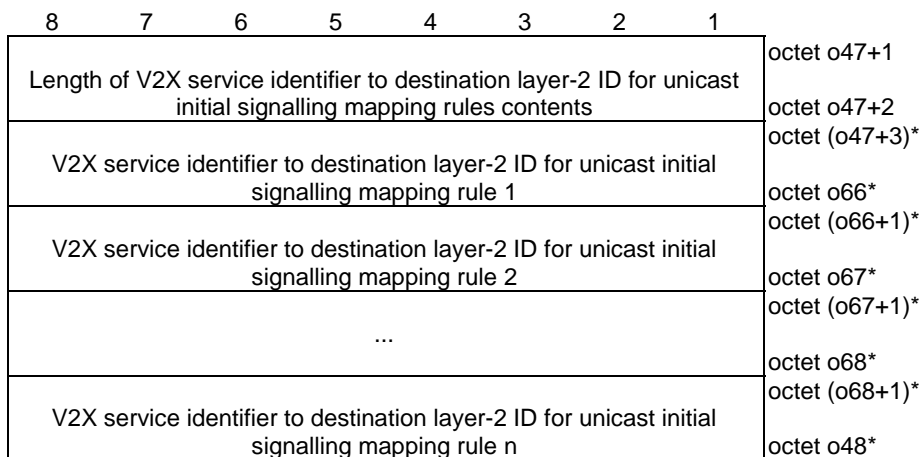 8 7 6 5 4 3 2 1
octet o47+1
Length of V2X service identifier to destination layer-2 ID for unicast
initial signalling mapping rules contents
octet o47+2
octet (o47+3)*
V2X service identifier to destination layer-2 ID for unicast initial
signalling mapping rule 1
octet o66*
octet (o66+1)*
V2X service identifier to destination layer-2 ID for unicast initial
signalling mapping rule 2
octet o67*
octet (o67+1)*
...
octet o68*
octet (o68+1)*
V2X service identifier to destination layer-2 ID for unicast initial
signalling mapping rule n
octet o48*